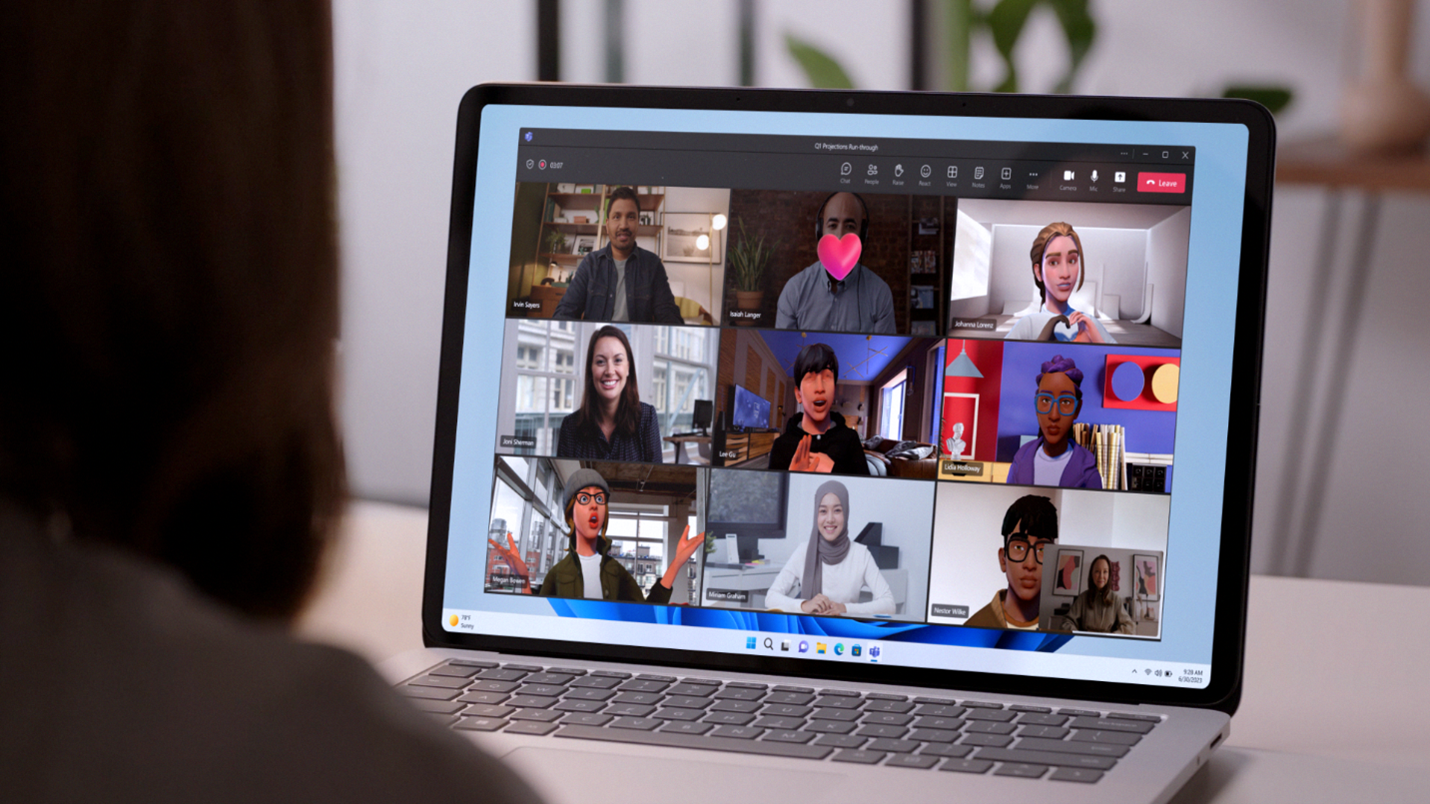 Q1 Projections Run-through
03:07
Chat People Raise React View Notes Apps More Camera Mic Share Leave
Irvin Sayers
Isaiah Langer
Johanna Lorenz
Joni Sherman
Lee Gu
Lidia Holloway
Megan Bowen
Miriam Graham
Nestor Wilke
78°F
Sunny
9:28 AM
6/30/2023